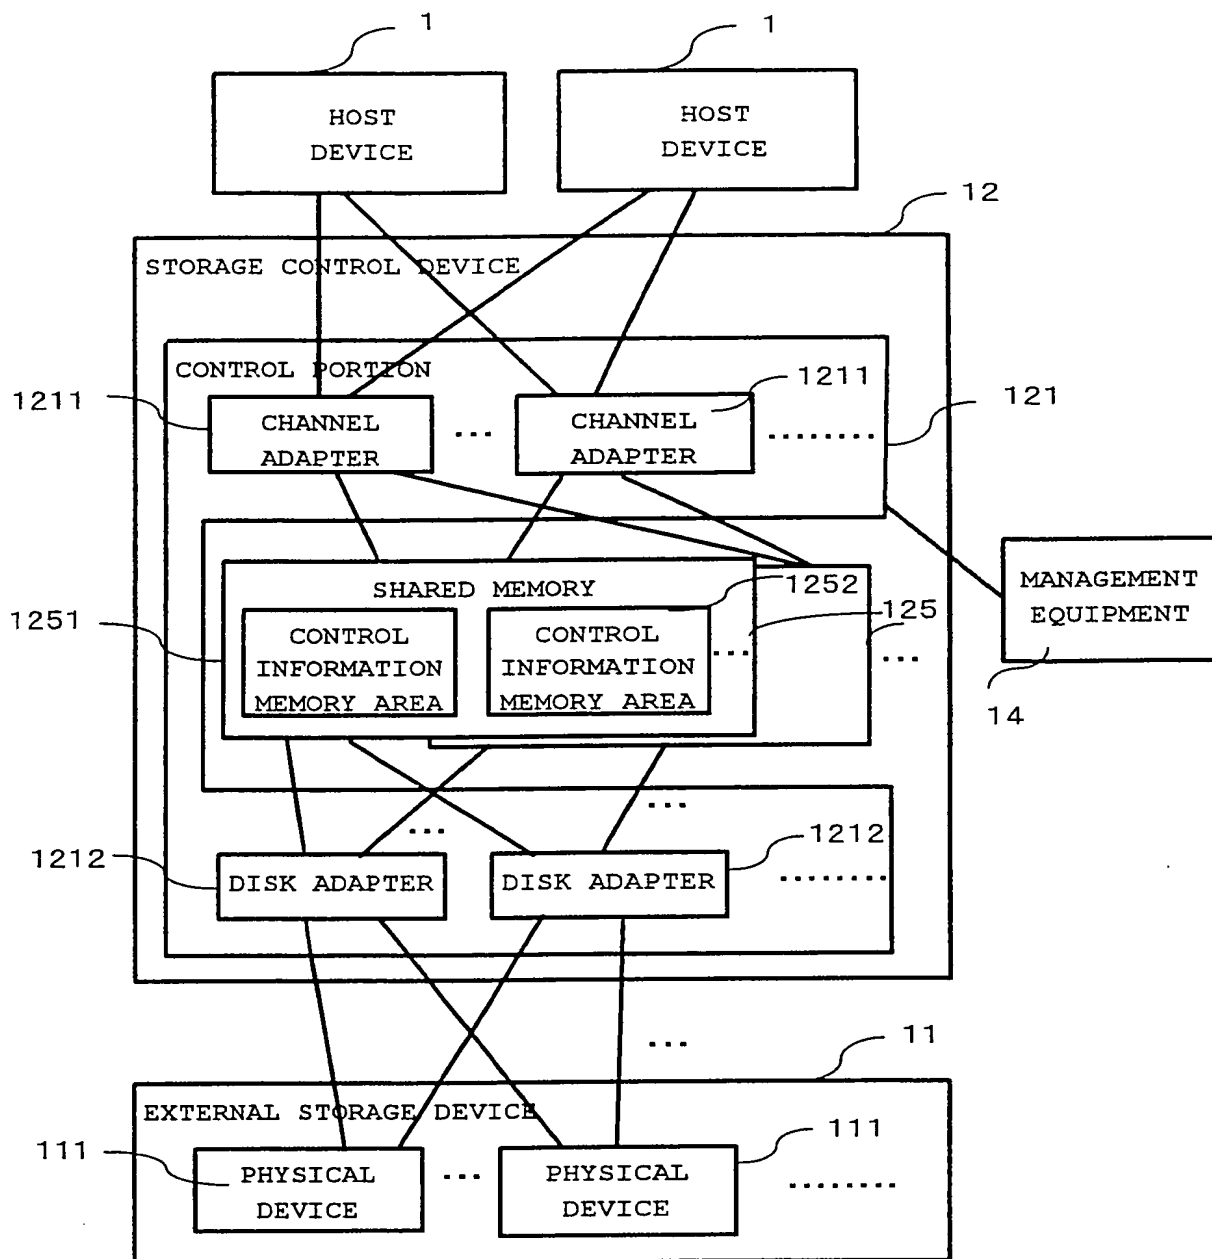 1
1
HOST
DEVICE
HOST
DEVICE
12
STORAGE CONTROL DEVICE
CONTROL PORTION
1211
1211
121
CHANNEL
ADAPTER
...
CHANNEL
ADAPTER
.........
SHARED MEMORY
1252
125
125
1251
CONTROL
INFORMATION
MEMORY AREA
CONTROL
INFORMATION
MEMORY AREA
...
...
MANAGEMENT
EQUIPMENT
14
...
...
1212
1212
DISK ADAPTER
DISK ADAPTER
.........
...
11
EXTERNAL STORAGE DEVICE
111
111
PHYSICAL
DEVICE
...
PHYSICAL
DEVICE
.........